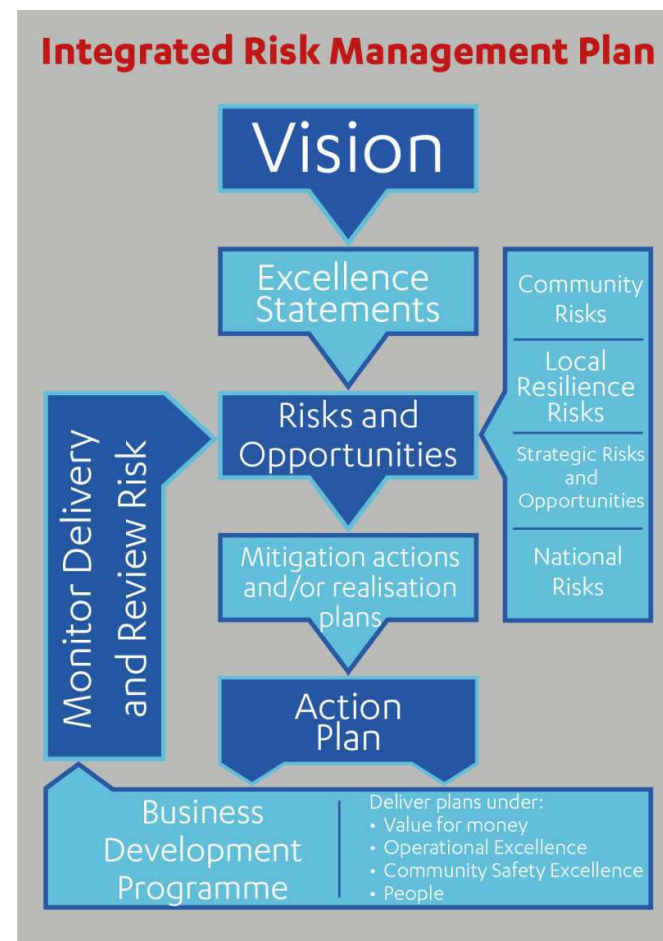 Integrated Risk Management Plan
Vision
Excellence
Statements
Community
Risks
Local
Resilience
Risks
Strategic Risks
and
Opportunities
National
Risks
Risks and
Opportunities
Monitor Delivery
and Review Risk
Mitigation actions
and/or realisation
plans
Action
Plan
Business
Development
Programme
Deliver plans under:
• Value for money
• Operational Excellence
• Community Safety Excellence
• People